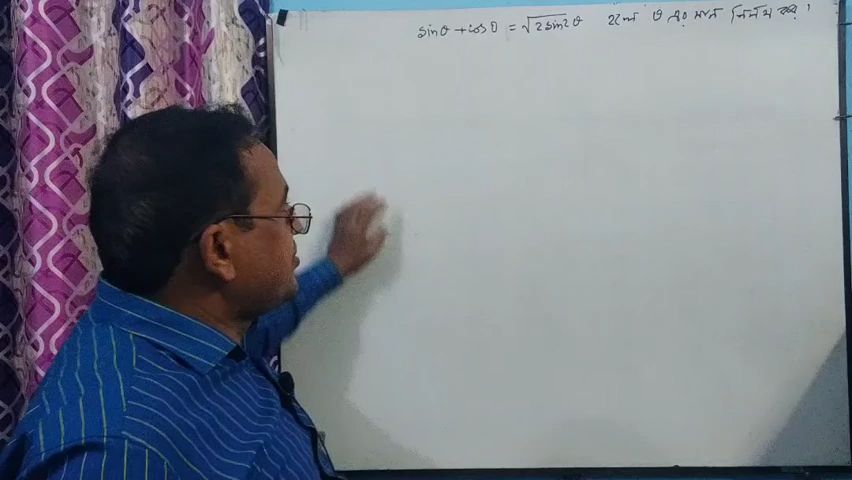 sinθ + cosθ = √2 sin2θ হলে θ এর মান নির্ণয় কর।